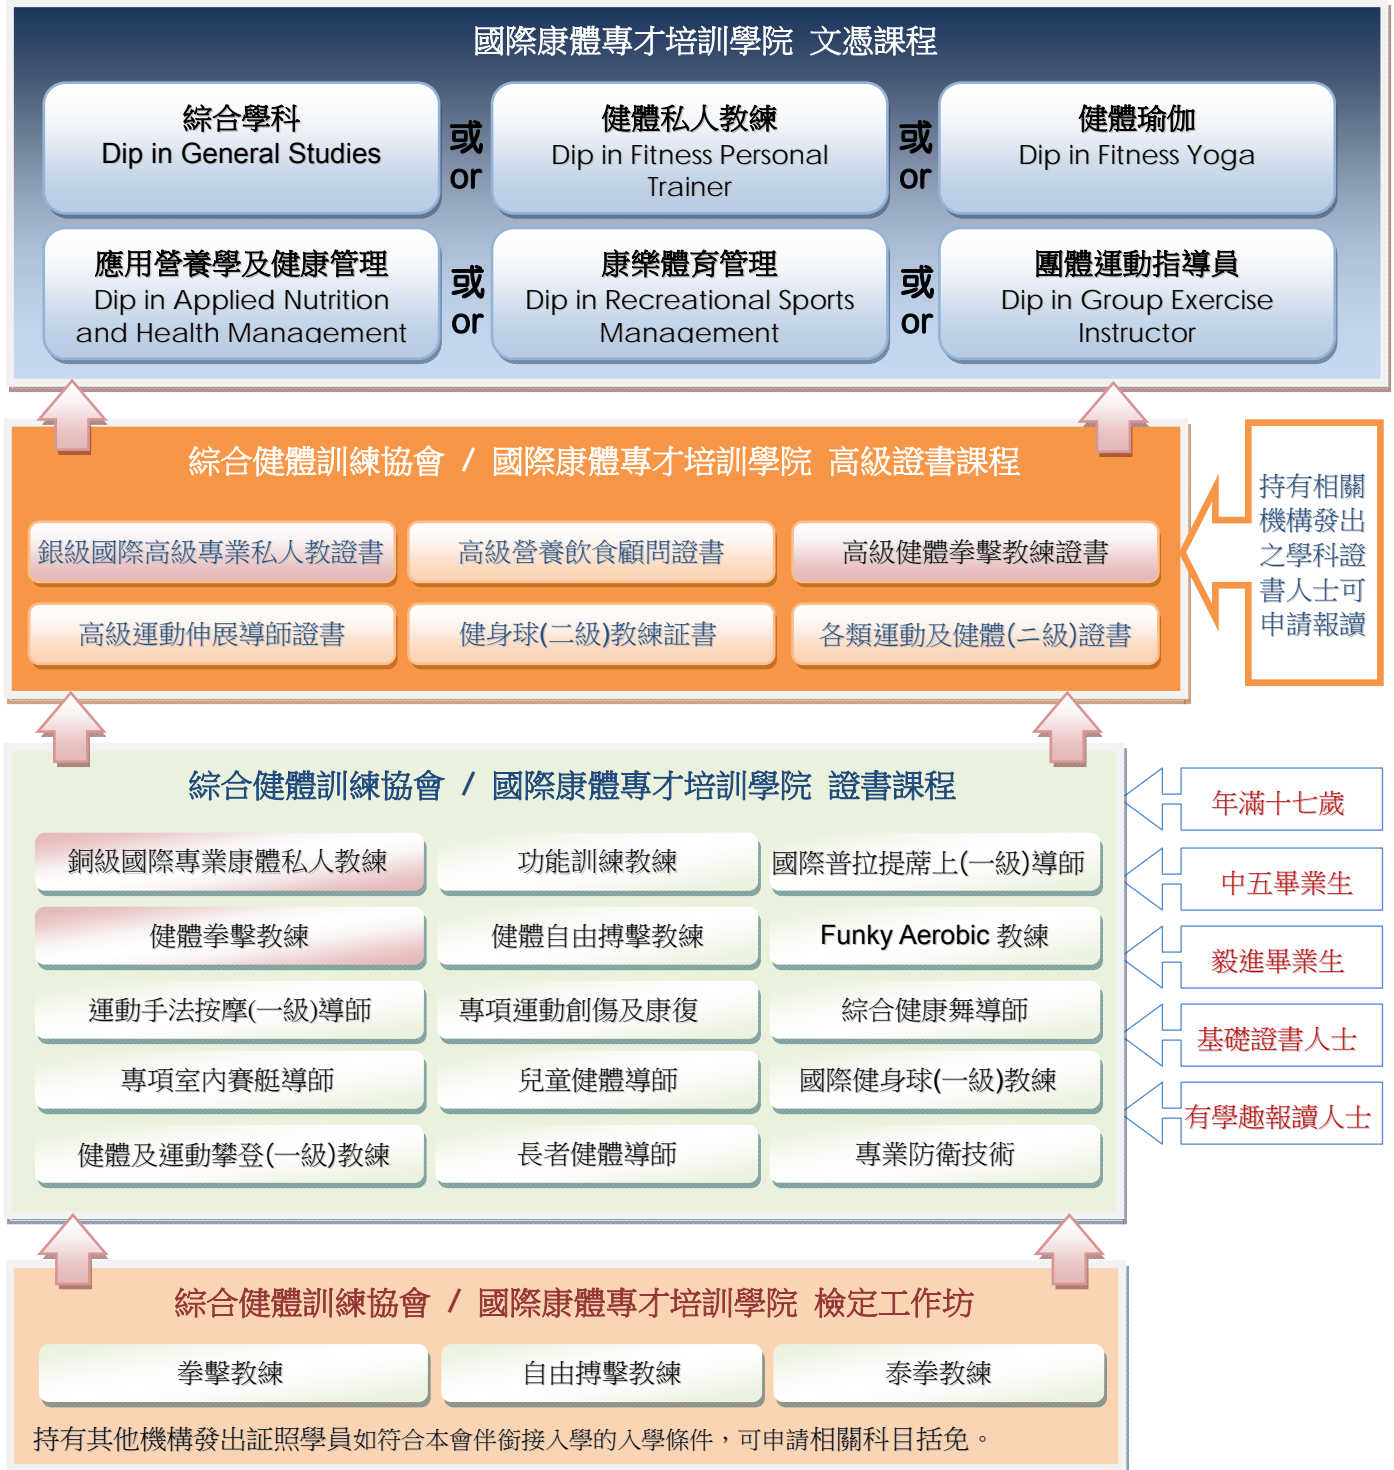 國際康體專才培訓學院 文憑課程
綜合學科
Dip in General Studies
或
or
健體私人教練
Dip in Fitness Personal
Trainer
或
or
健體瑜伽
Dip in Fitness Yoga
應用營養學及健康管理
Dip in Applied Nutrition
and Health Management
或
or
康樂體育管理
Dip in Recreational Sports
Management
或
or
團體運動指導員
Dip in Group Exercise
Instructor
綜合健體訓練協會 / 國際康體專才培訓學院 高級證書課程
銀級國際高級專業私人教證書
高級營養飲食顧問證書
高級健體拳擊教練證書
高級運動伸展導師證書
健身球(二級)教練証書
各類運動及健體(二級)證書
持有相關
機構發出
之學科證
書人士可
申請報讀
綜合健體訓練協會 / 國際康體專才培訓學院 證書課程
銅級國際專業康體私人教練
功能訓練教練
國際普拉提蓆上(一級)導師
健體拳擊教練
健體自由搏擊教練
Funky Aerobic 教練
運動手法按摩(一級)導師
專項運動創傷及康復
綜合健康舞導師
專項室內賽艇導師
兒童健體導師
國際健身球(一級)教練
健體及運動攀登(一級)教練
長者健體導師
專業防衛技術
年滿十七歲
中五畢業生
毅進畢業生
基礎證書人士
有學趣報讀人士
綜合健體訓練協會 / 國際康體專才培訓學院 檢定工作坊
拳擊教練
自由搏擊教練
泰拳教練
持有其他機構發出証照學員如符合本會伴銜接入學的入學條件，可申請相關科目括免。